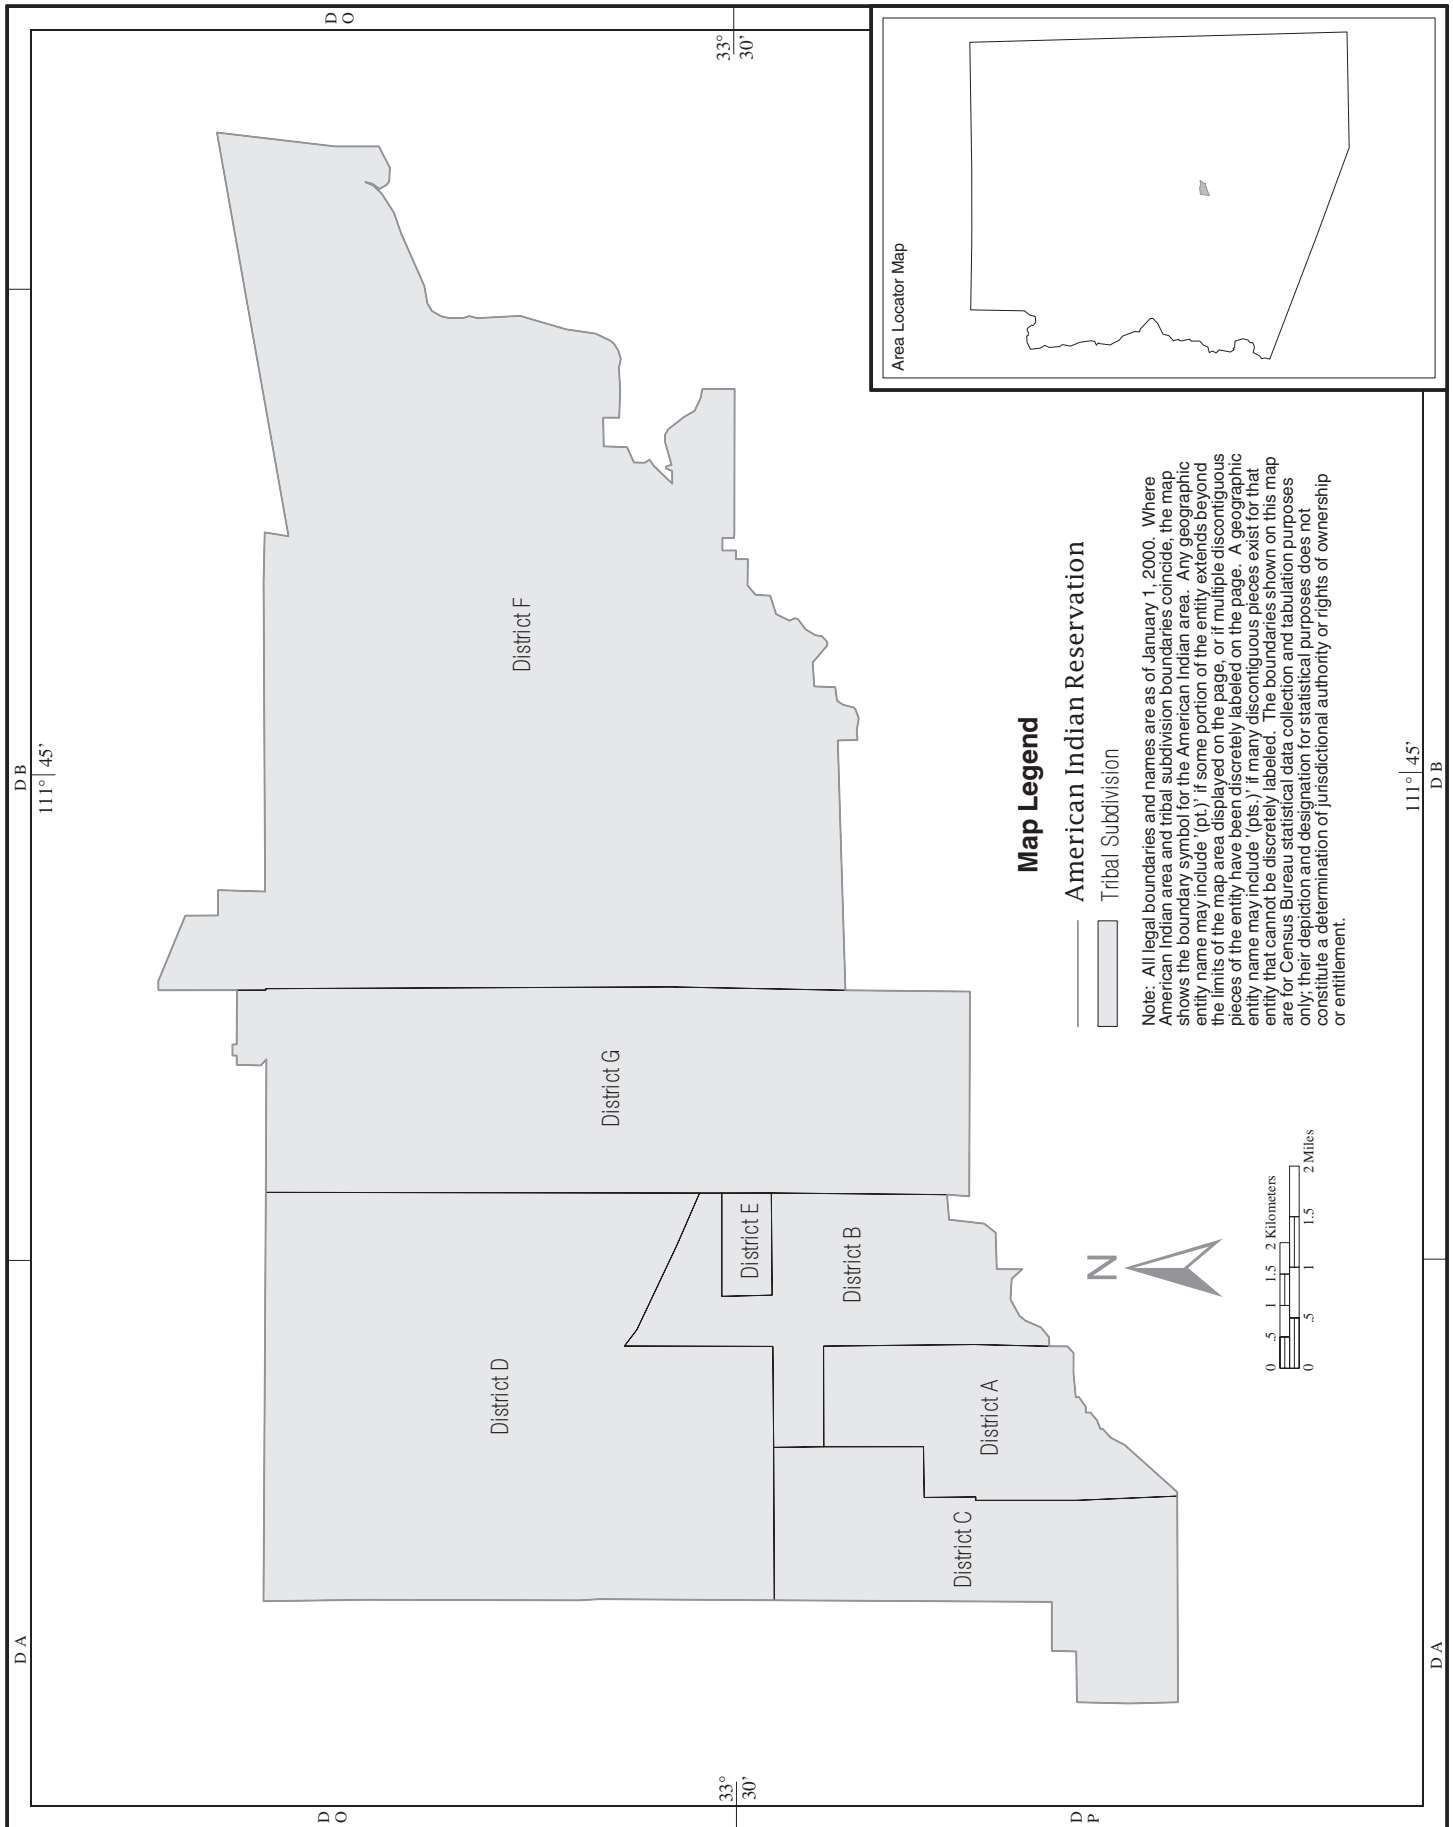 D A
D B
111° 45'
D
O
D
O
33°
30'
33°
30'
D
P
District F
District G
District D
District E
District B
District A
District C
Map Legend
American Indian Reservation
Tribal Subdivision
Note: All legal boundaries and names are as of January 1, 2000. Where
American Indian area and tribal subdivision boundaries coincide, the map
shows the boundary symbol for the American Indian area. Any geographic
entity name may include '(pt.)' if some portion of the entity extends beyond
the limits of the map area displayed on the page, or if multiple discontiguous
pieces of the entity have been discretely labeled on the page. A geographic
entity name may include '(pts.)' if many discontiguous pieces exist for that
entity that cannot be discretely labeled. The boundaries shown on this map
are for Census Bureau statistical data collection and tabulation purposes
only; their depiction and designation for statistical purposes does not
constitute a determination of jurisdictional authority or rights of ownership
or entitlement.
N
0 .5 1 1.5 2 Kilometers
0 .5 1 1.5 2 Miles
Area Locator Map
111° 45'
D A
D B